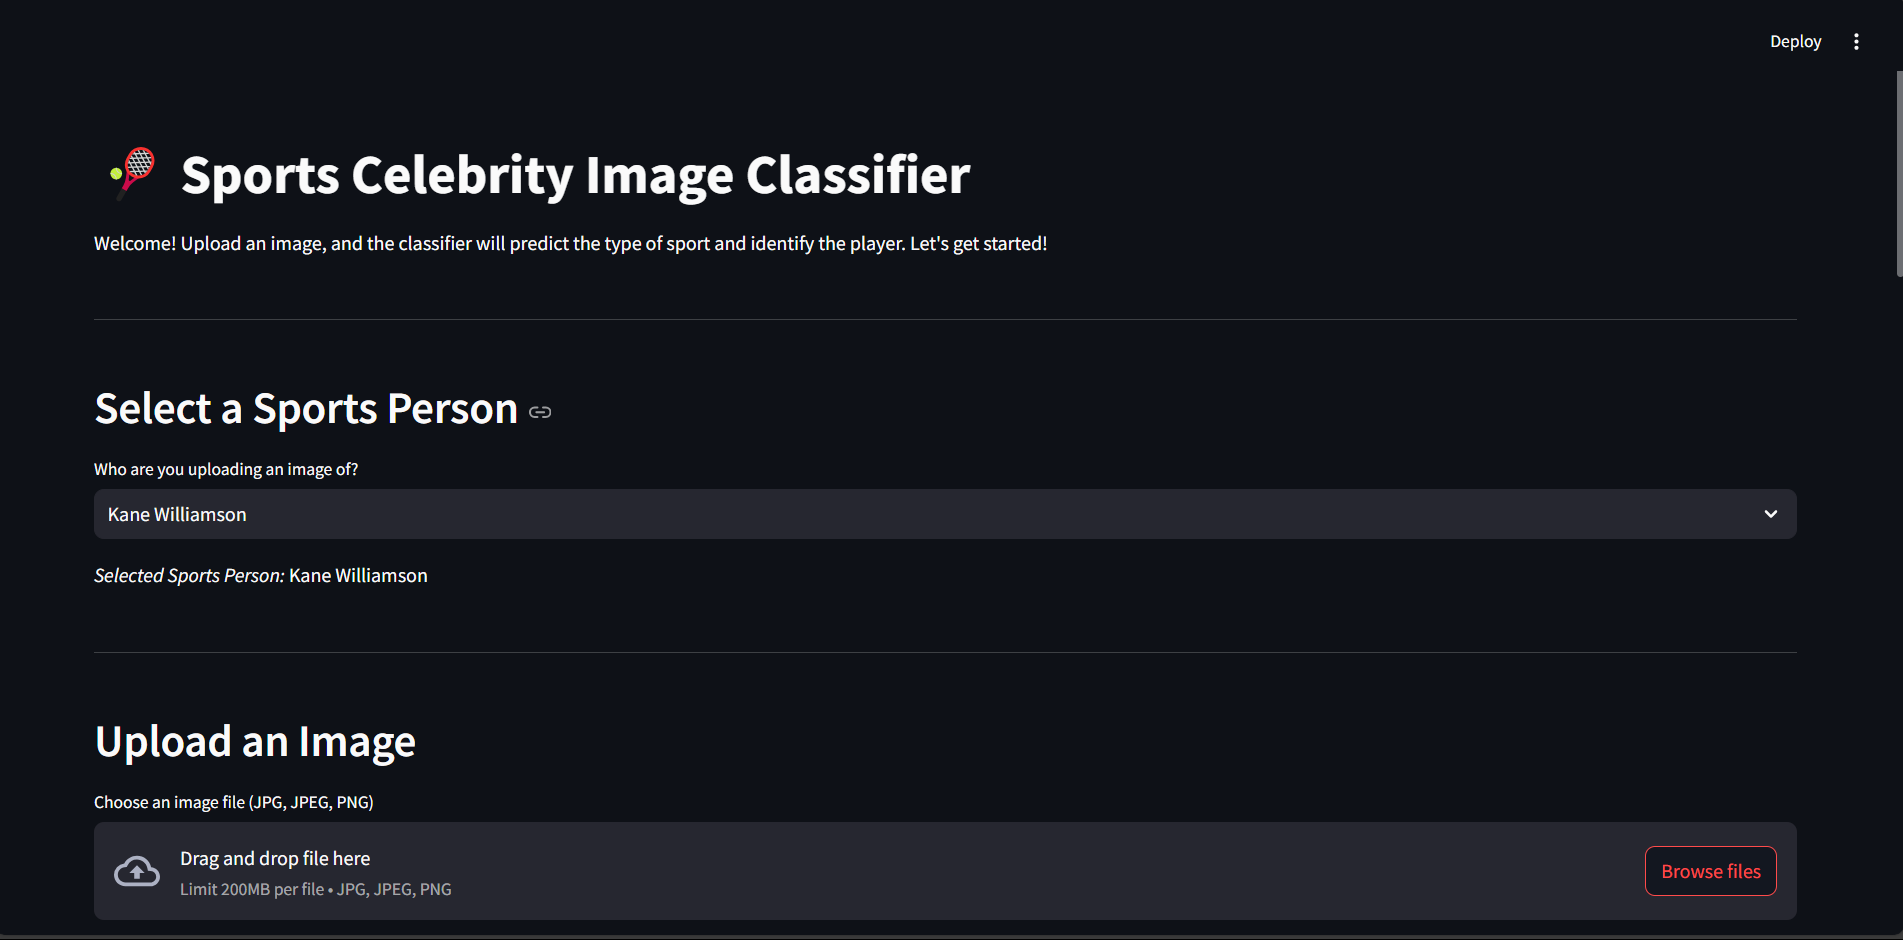 Deploy
Sports Celebrity Image Classifier
Welcome! Upload an image, and the classifier will predict the type of sport and identify the player. Let's get started!
Select a Sports Person
Who are you uploading an image of?
Kane Williamson
Selected Sports Person: Kane Williamson
Upload an Image
Choose an image file (JPG, JPEG, PNG)
Drag and drop file here
Limit 200MB per file • JPG, JPEG, PNG
Browse files